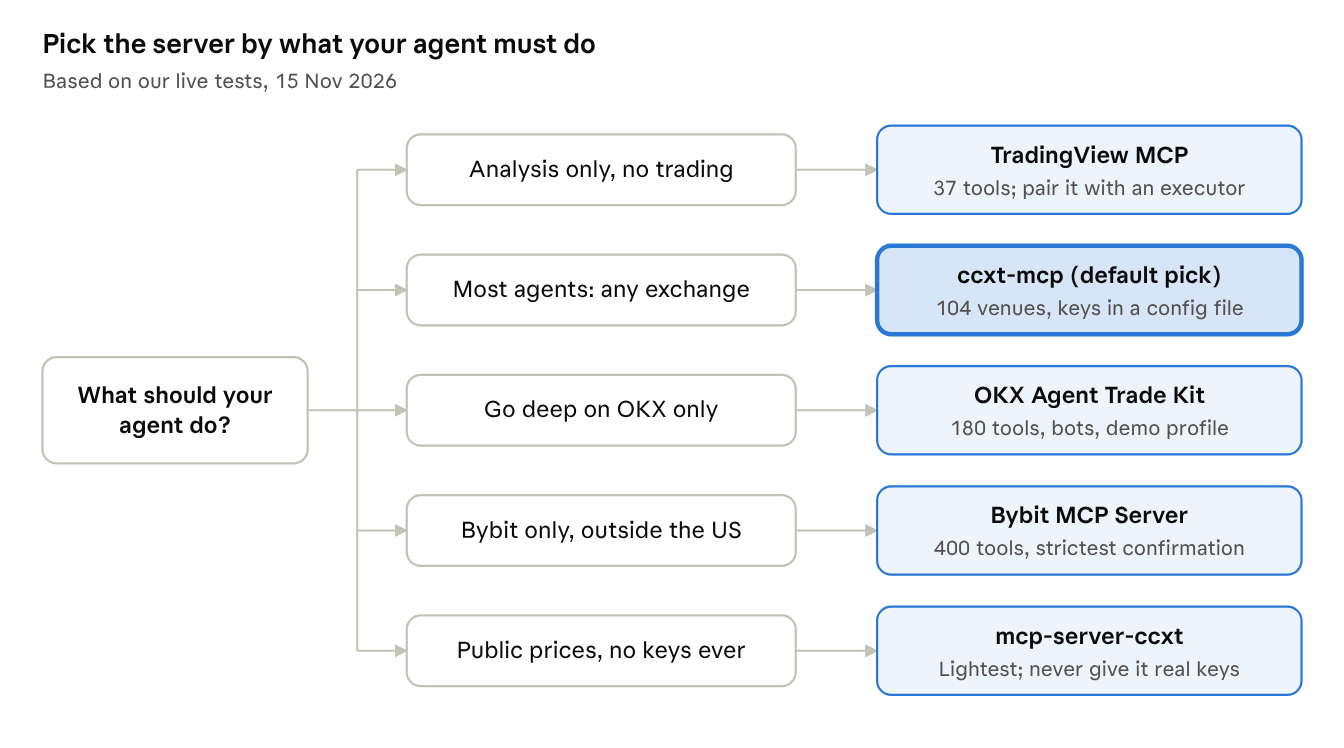 Pick the server by what your agent must do
Based on our live tests, 15 Nov 2026
What should your
agent do?
Analysis only, no trading
TradingView MCP
37 tools; pair it with an executor
Most agents: any exchange
ccxt-mcp (default pick)
104 venues, keys in a config file
Go deep on OKX only
OKX Agent Trade Kit
180 tools, bots, demo profile
Bybit only, outside the US
Bybit MCP Server
400 tools, strictest confirmation
Public prices, no keys ever
mcp-server-ccxt
Lightest; never give it real keys